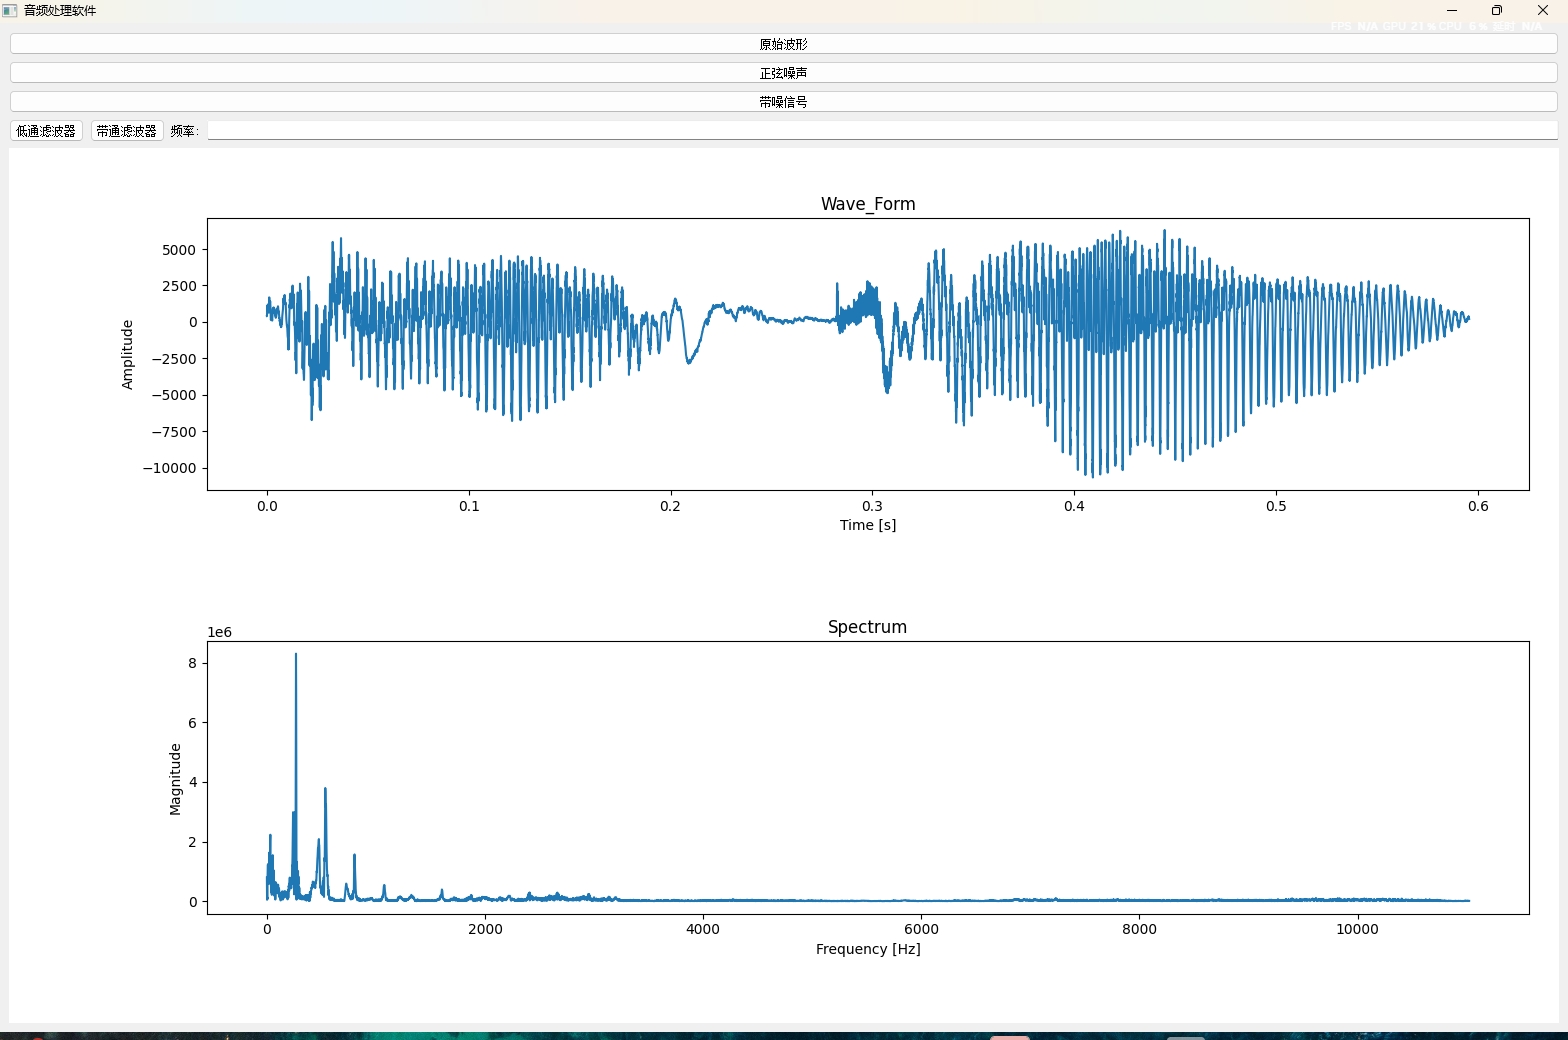 音频处理软件
FPS N/A GPU 21% CPU 6% 延时 N/A
原始波形
正弦噪声
带噪信号
低通滤波器 带通滤波器 频率:
Wave_Form
5000
2500
0
−2500
−5000
−7500
−10000
Amplitude
0.0 0.1 0.2 0.3 0.4 0.5 0.6
Time [s]
Spectrum
1e6
8
6
4
2
0
Magnitude
0 2000 4000 6000 8000 10000
Frequency [Hz]